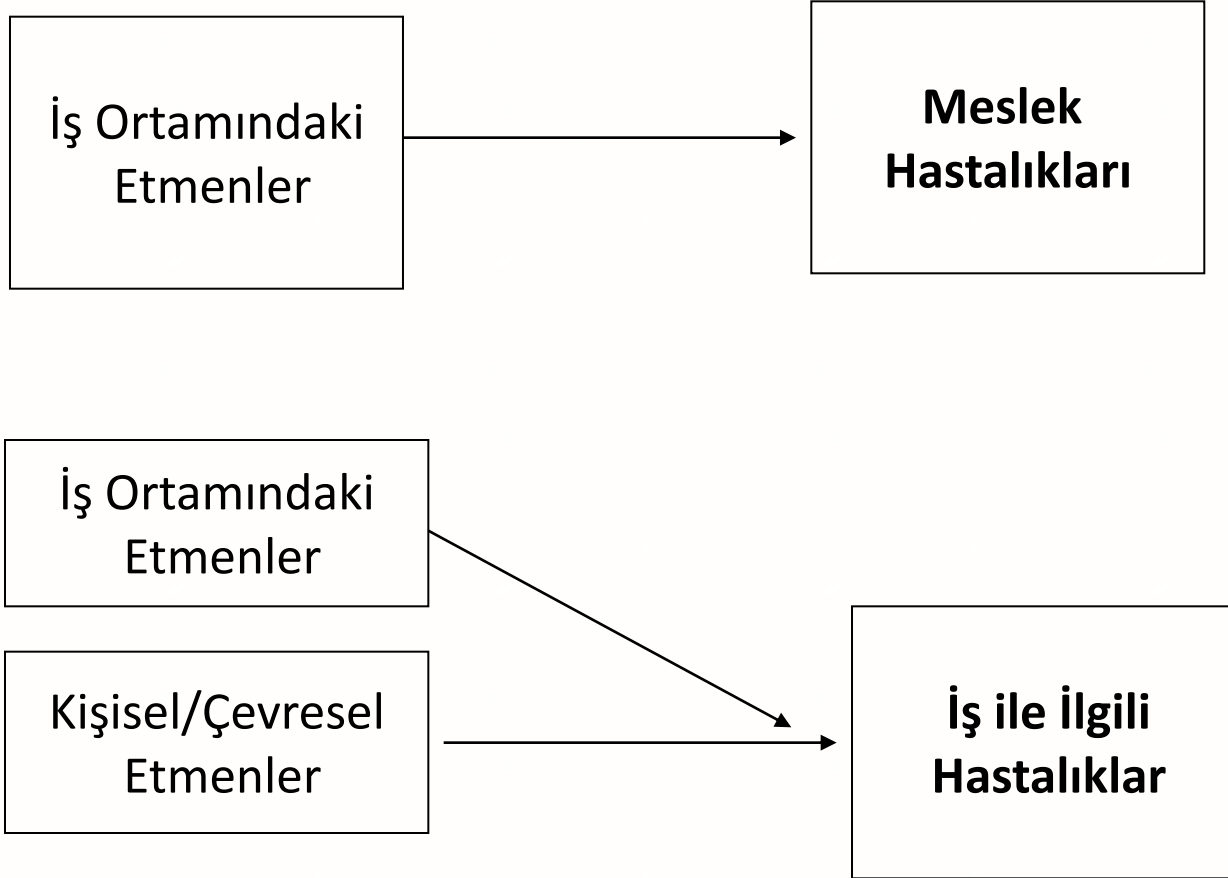 İş Ortamındaki
Etmenler
Meslek
Hastalıkları
İş Ortamındaki
Etmenler
Kişisel/Çevresel
Etmenler
İş ile İlgili
Hastalıklar